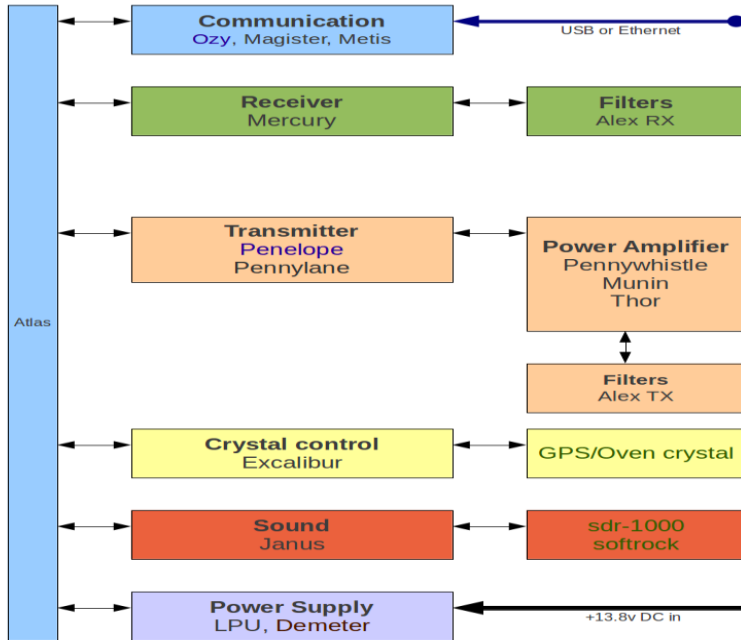 Communication
Ozy, Magister, Metis
USB or Ethernet
Receiver
Mercury
Filters
Alex RX
Transmitter
Penelope
Pennylane
Power Amplifier
Pennywhistle
Munin
Thor
Atlas
Filters
Alex TX
Crystal control
Excalibur
GPS/Oven crystal
Sound
Janus
sdr-1000
softrock
Power Supply
LPU, Demeter
+13.8v DC in